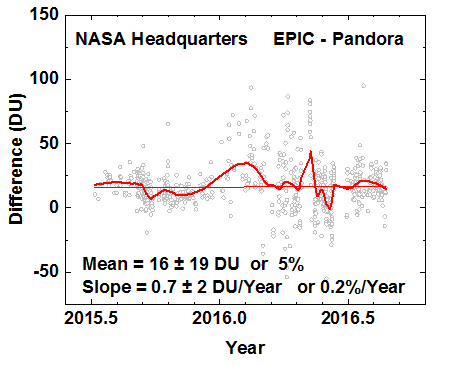 NASA Headquarters EPIC - Pandora
150
100
50
0
-50
Difference (DU)
Mean = 16 ± 19 DU or 5%
Slope = 0.7 ± 2 DU/Year or 0.2%/Year
2015.5 2016.0 2016.5
Year